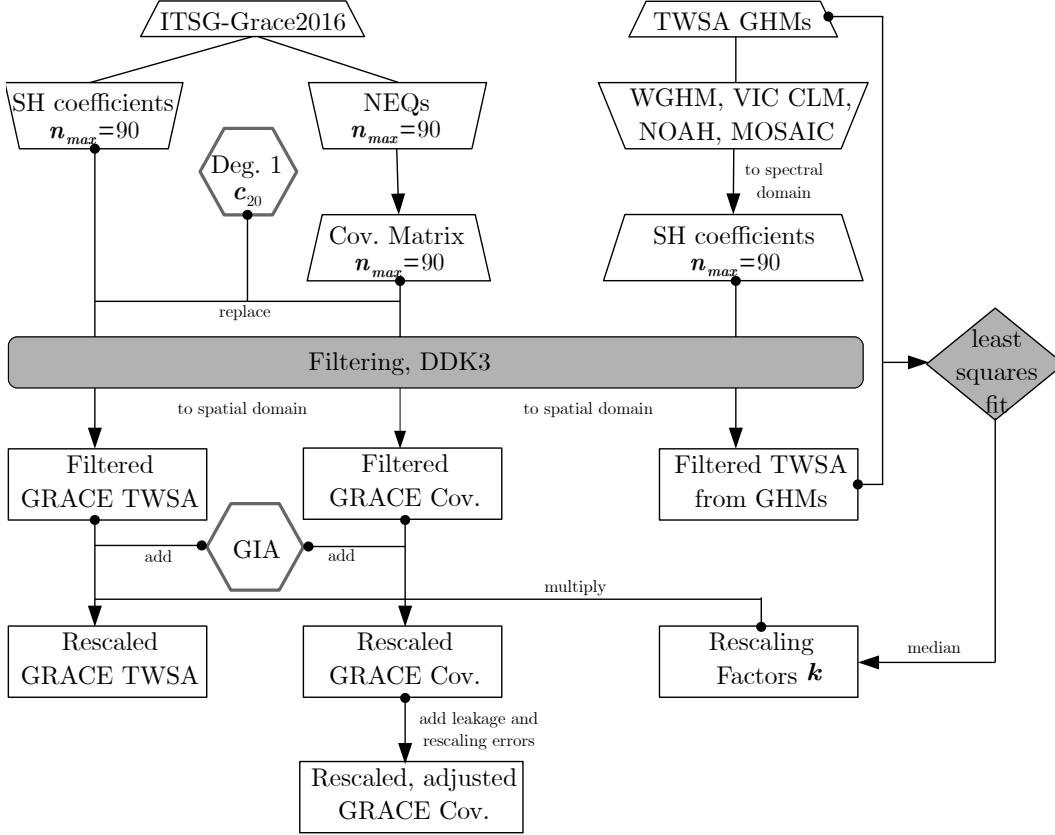 ITSG-Grace2016
TWSA GHMs
SH coefficients
n_max=90
NEQs
n_max=90
WGHM, VIC CLM,
NOAH, MOSAIC
Deg. 1
c_20
to spectral
domain
Cov. Matrix
n_max=90
SH coefficients
n_max=90
replace
Filtering, DDK3
least
squares
fit
to spatial domain
to spatial domain
Filtered
GRACE TWSA
Filtered
GRACE Cov.
Filtered TWSA
from GHMs
add
GIA
add
multiply
Rescaled
GRACE TWSA
Rescaled
GRACE Cov.
Rescaling
Factors k
median
add leakage and
rescaling errors
Rescaled, adjusted
GRACE Cov.